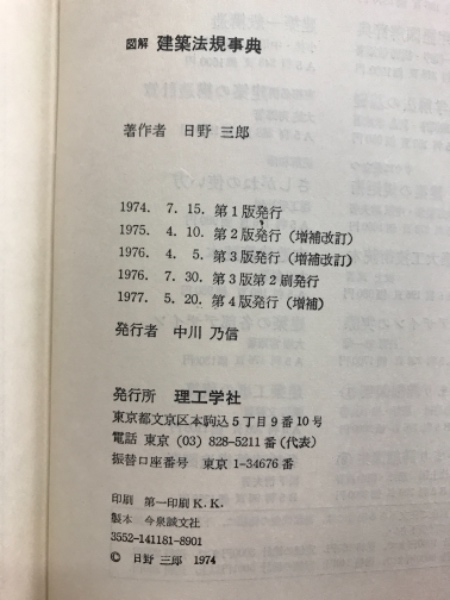 図解 建築法規事典
著作者 日野 三郎
1974. 7. 15. 第1版発行
1975. 4. 10. 第2版発行（増補改訂）
1976. 4. 5. 第3版発行（増補改訂）
1976. 7. 30. 第3版第2刷発行
1977. 5. 20. 第4版発行（増補）
発行者 中川 乃信
発行所 理工学社
東京都文京区本駒込5丁目9番10号
電話 東京 (03) 828-5211番（代表）
振替口座番号 東京 1-34676番
印刷 第一印刷K.K.
製本 今泉誠文社
3552-141181-8901
© 日野 三郎 1974